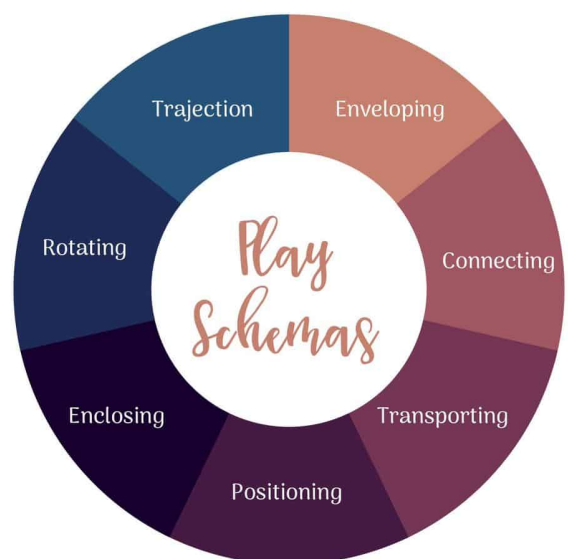 Trajection
Enveloping
Rotating
Play
Schemas
Connecting
Enclosing
Transporting
Positioning